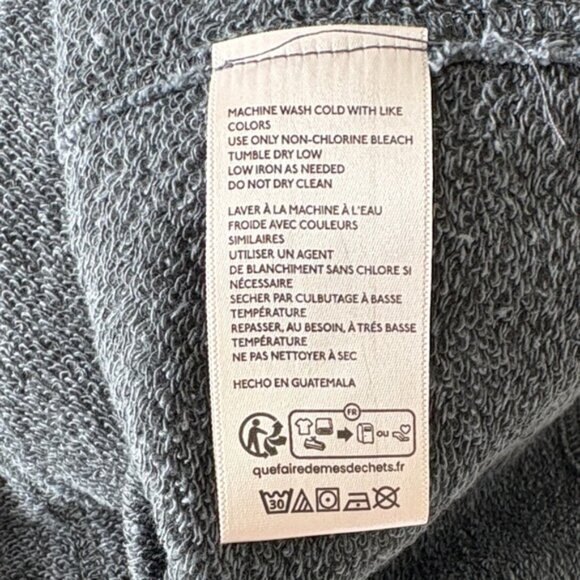 MACHINE WASH COLD WITH LIKE
COLORS
USE ONLY NON-CHLORINE BLEACH
TUMBLE DRY LOW
LOW IRON AS NEEDED
DO NOT DRY CLEAN
LAVER À LA MACHINE À L'EAU
FROIDE AVEC COULEURS
SIMILAIRES
UTILISER UN AGENT
DE BLANCHIMENT SANS CHLORE SI
NÉCESSAIRE
SECHER PAR CULBUTAGE À BASSE
TEMPÉRATURE
REPASSER, AU BESOIN, À TRÉS BASSE
TEMPÉRATURE
NE PAS NETTOYER À SEC
HECHO EN GUATEMALA
FR
OU
quefairedemesdechets.fr
30